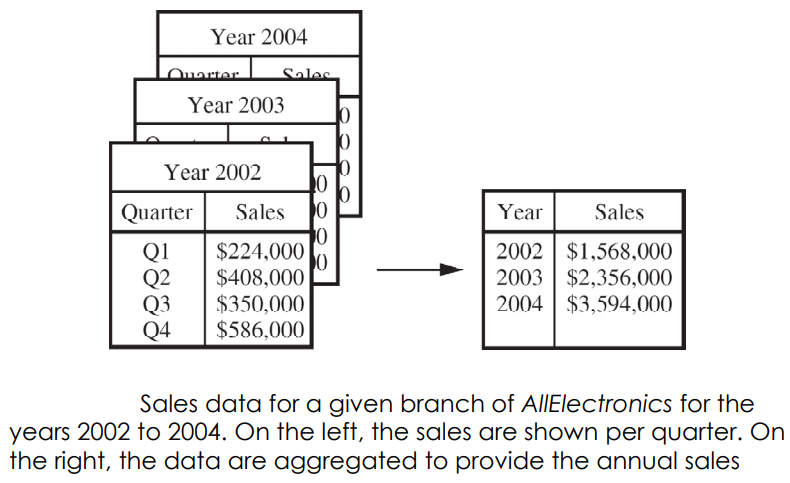 Year 2004
Quarter Sales
Year 2003
Year 2002
Quarter Sales
Q1 $224,000
Q2 $408,000
Q3 $350,000
Q4 $586,000
Year Sales
2002 $1,568,000
2003 $2,356,000
2004 $3,594,000
Sales data for a given branch of AllElectronics for the
years 2002 to 2004. On the left, the sales are shown per quarter. On
the right, the data are aggregated to provide the annual sales